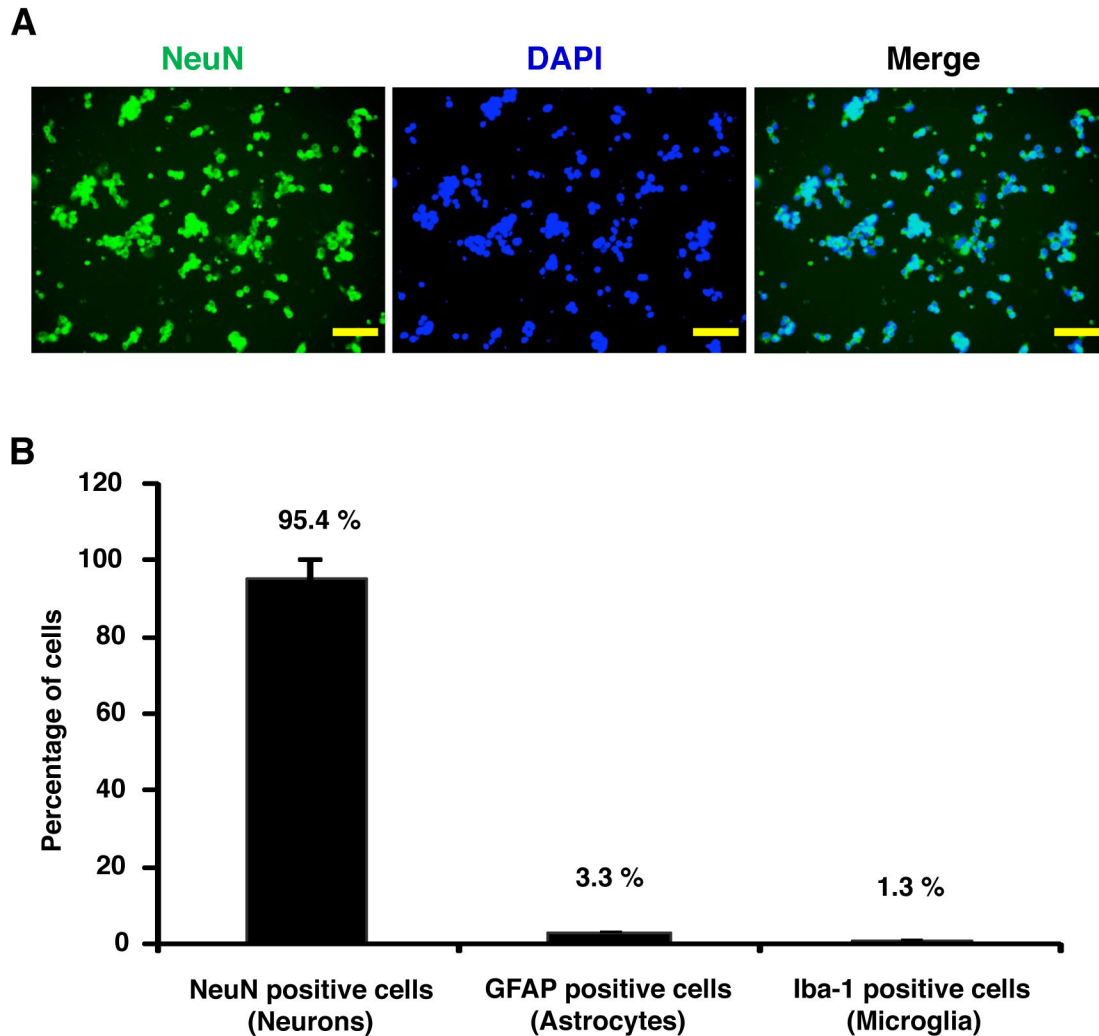 A
NeuN
DAPI
Merge
B
120
100
80
60
40
20
0
Percentage of cells
95.4 %
3.3 %
1.3 %
NeuN positive cells
(Neurons)
GFAP positive cells
(Astrocytes)
Iba-1 positive cells
(Microglia)